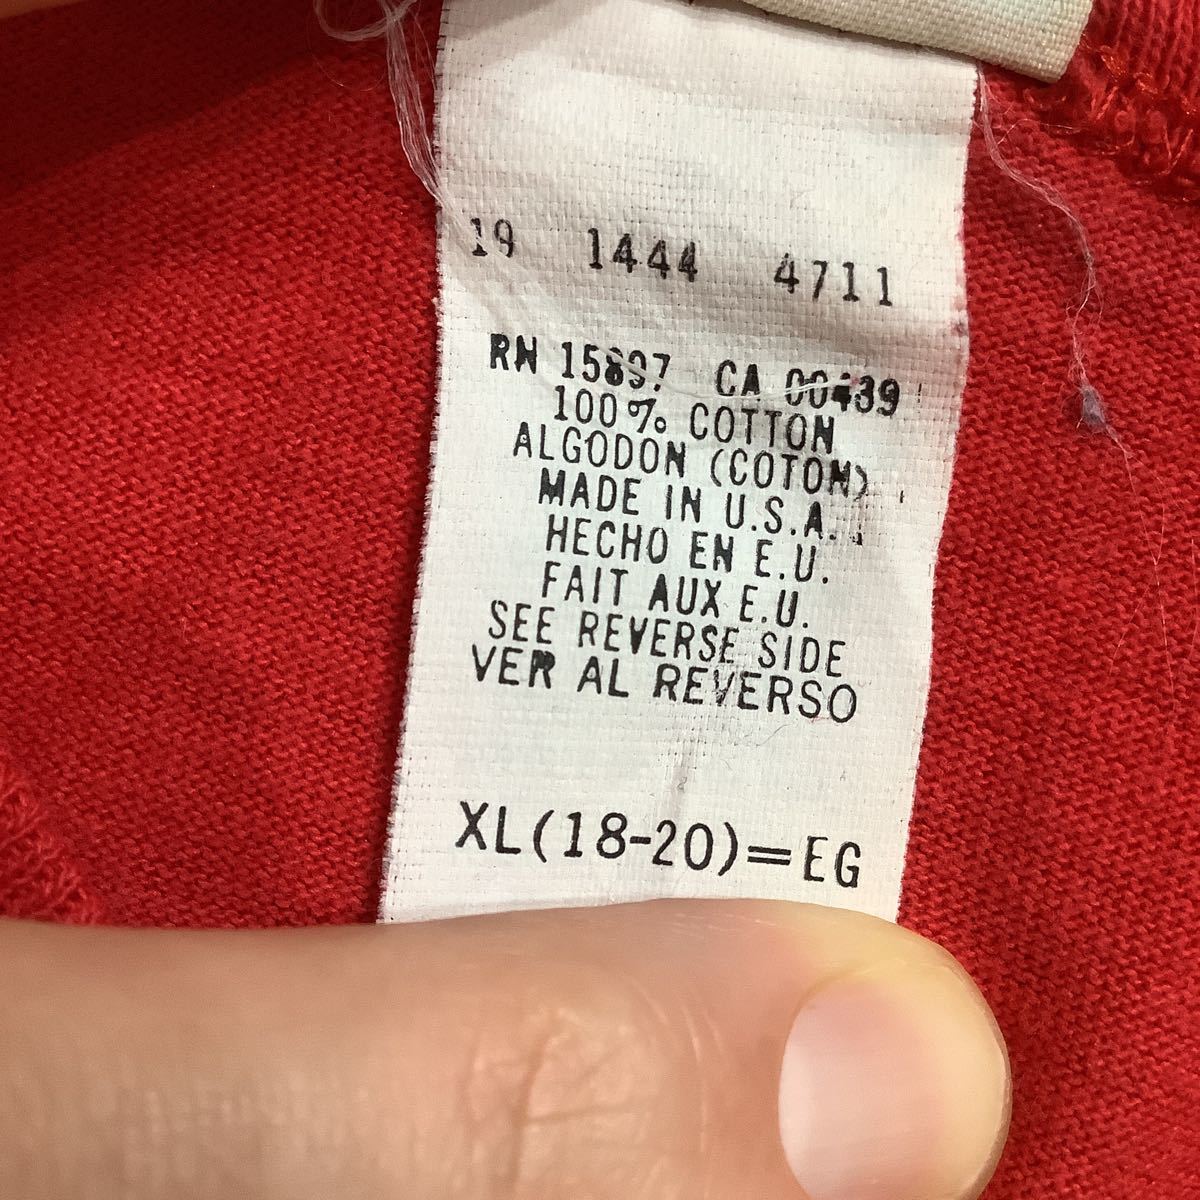 19 1444 4711
RN 15897 CA 00439
100% COTTON
ALGODON (COTON)
MADE IN U.S.A.
HECHO EN E.U.
FAIT AUX E.U.
SEE REVERSE SIDE
VER AL REVERSO
XL(18-20)=EG